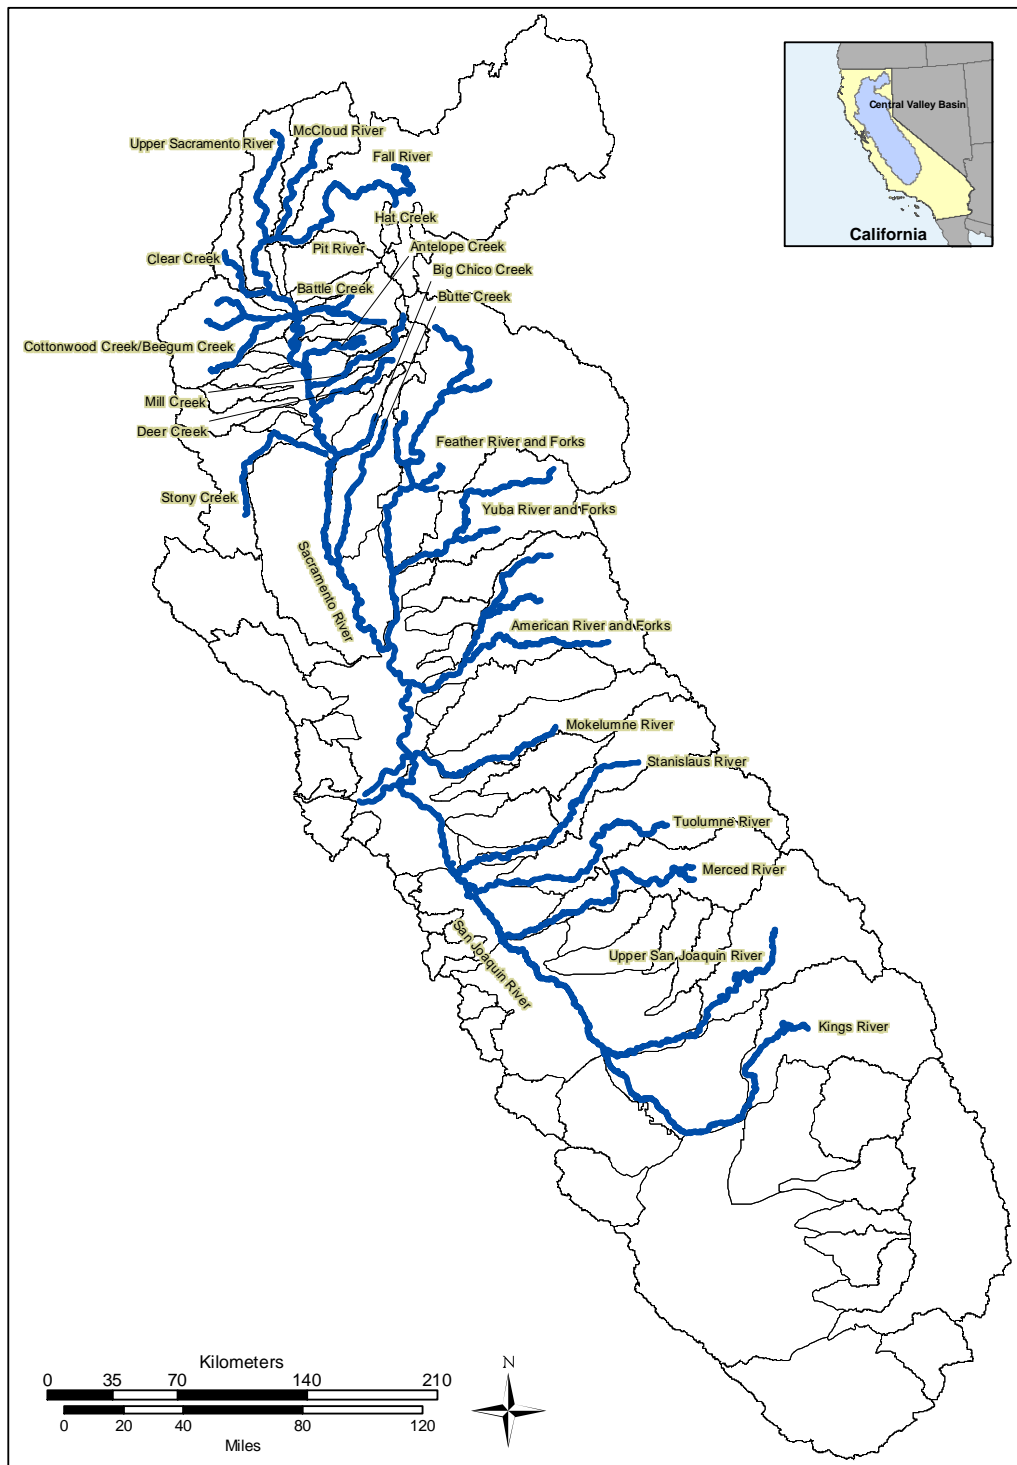 Central Valley Basin
California
McCloud River
Upper Sacramento River
Fall River
Hat Creek
Pit River
Antelope Creek
Clear Creek
Big Chico Creek
Battle Creek
Butte Creek
Cottonwood Creek/Beegum Creek
Mill Creek
Deer Creek
Feather River and Forks
Stony Creek
Yuba River and Forks
Sacramento River
American River and Forks
Mokelumne River
Stanislaus River
Tuolumne River
Merced River
San Joaquin River
Upper San Joaquin River
Kings River
Kilometers
0 35 70 140 210
0 20 40 80 120
Miles
N